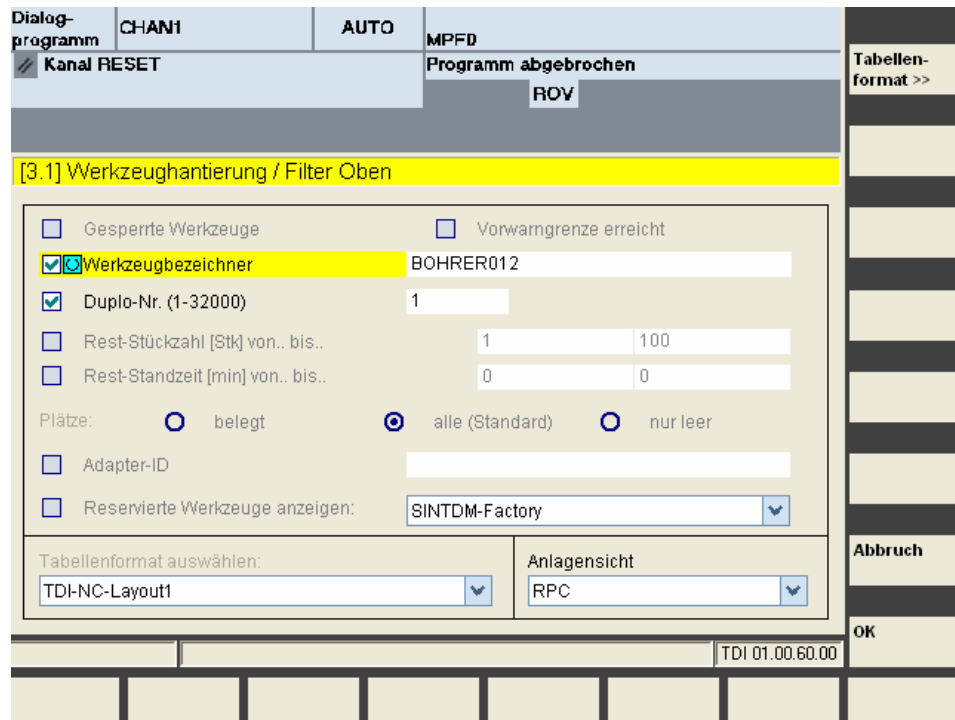 Dialog-
programm
CHAN1
AUTO
MPF0
Kanal RESET
Programm abgebrochen
ROV
Tabellen-
format >>
[3.1] Werkzeughantierung / Filter Oben
Gesperrte Werkzeuge
Vorwarngrenze erreicht
Werkzeugbezeichner
BOHRER012
Duplo-Nr. (1-32000)
1
Rest-Stückzahl [Stk] von.. bis..
1
100
Rest-Standzeit [min] von.. bis..
0
0
Plätze:
belegt
alle (Standard)
nur leer
Adapter-ID
Reservierte Werkzeuge anzeigen:
SINTDM-Factory
Tabellenformat auswählen:
Anlagensicht
TDI-NC-Layout1
RPC
Abbruch
OK
TDI 01.00.60.00